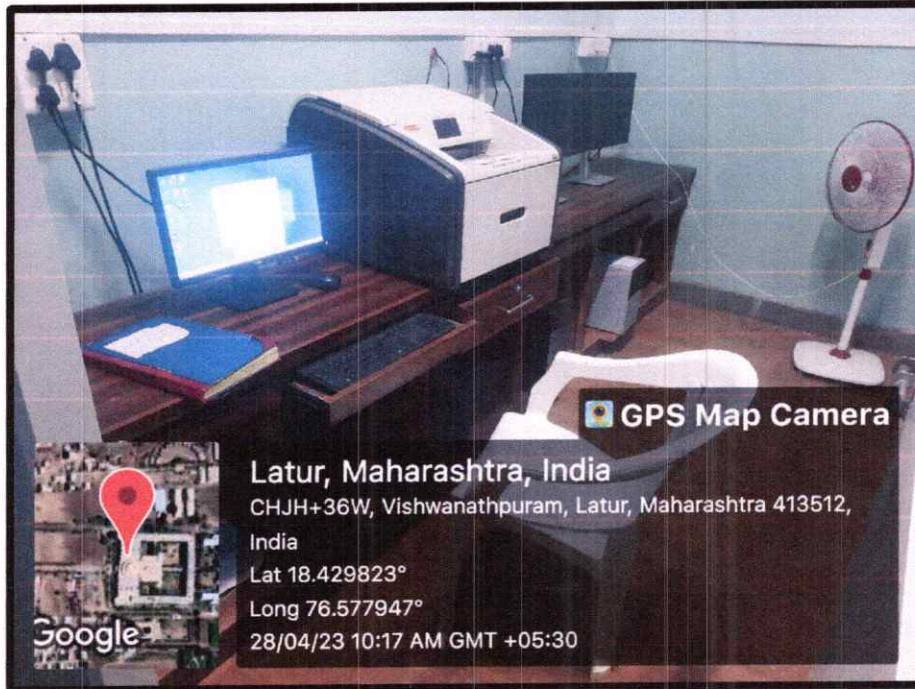 GPS Map Camera
Latur, Maharashtra, India
CHJH+36W, Vishwanathpuram, Latur, Maharashtra 413512,
India
Lat 18.429823°
Long 76.577947°
28/04/23 10:17 AM GMT +05:30
Google